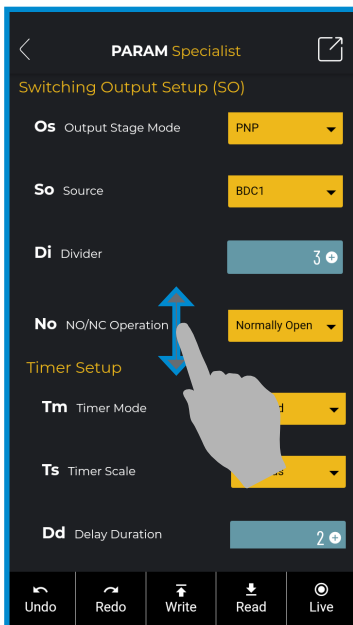 PARAM Specialist
Switching Output Setup (SO)
Os Output Stage Mode PNP
So Source BDC1
Di Divider 3
No NO/NC Operation Normally Open
Timer Setup
Tm Timer Mode
Ts Timer Scale
Dd Delay Duration 2
Undo Redo Write Read Live